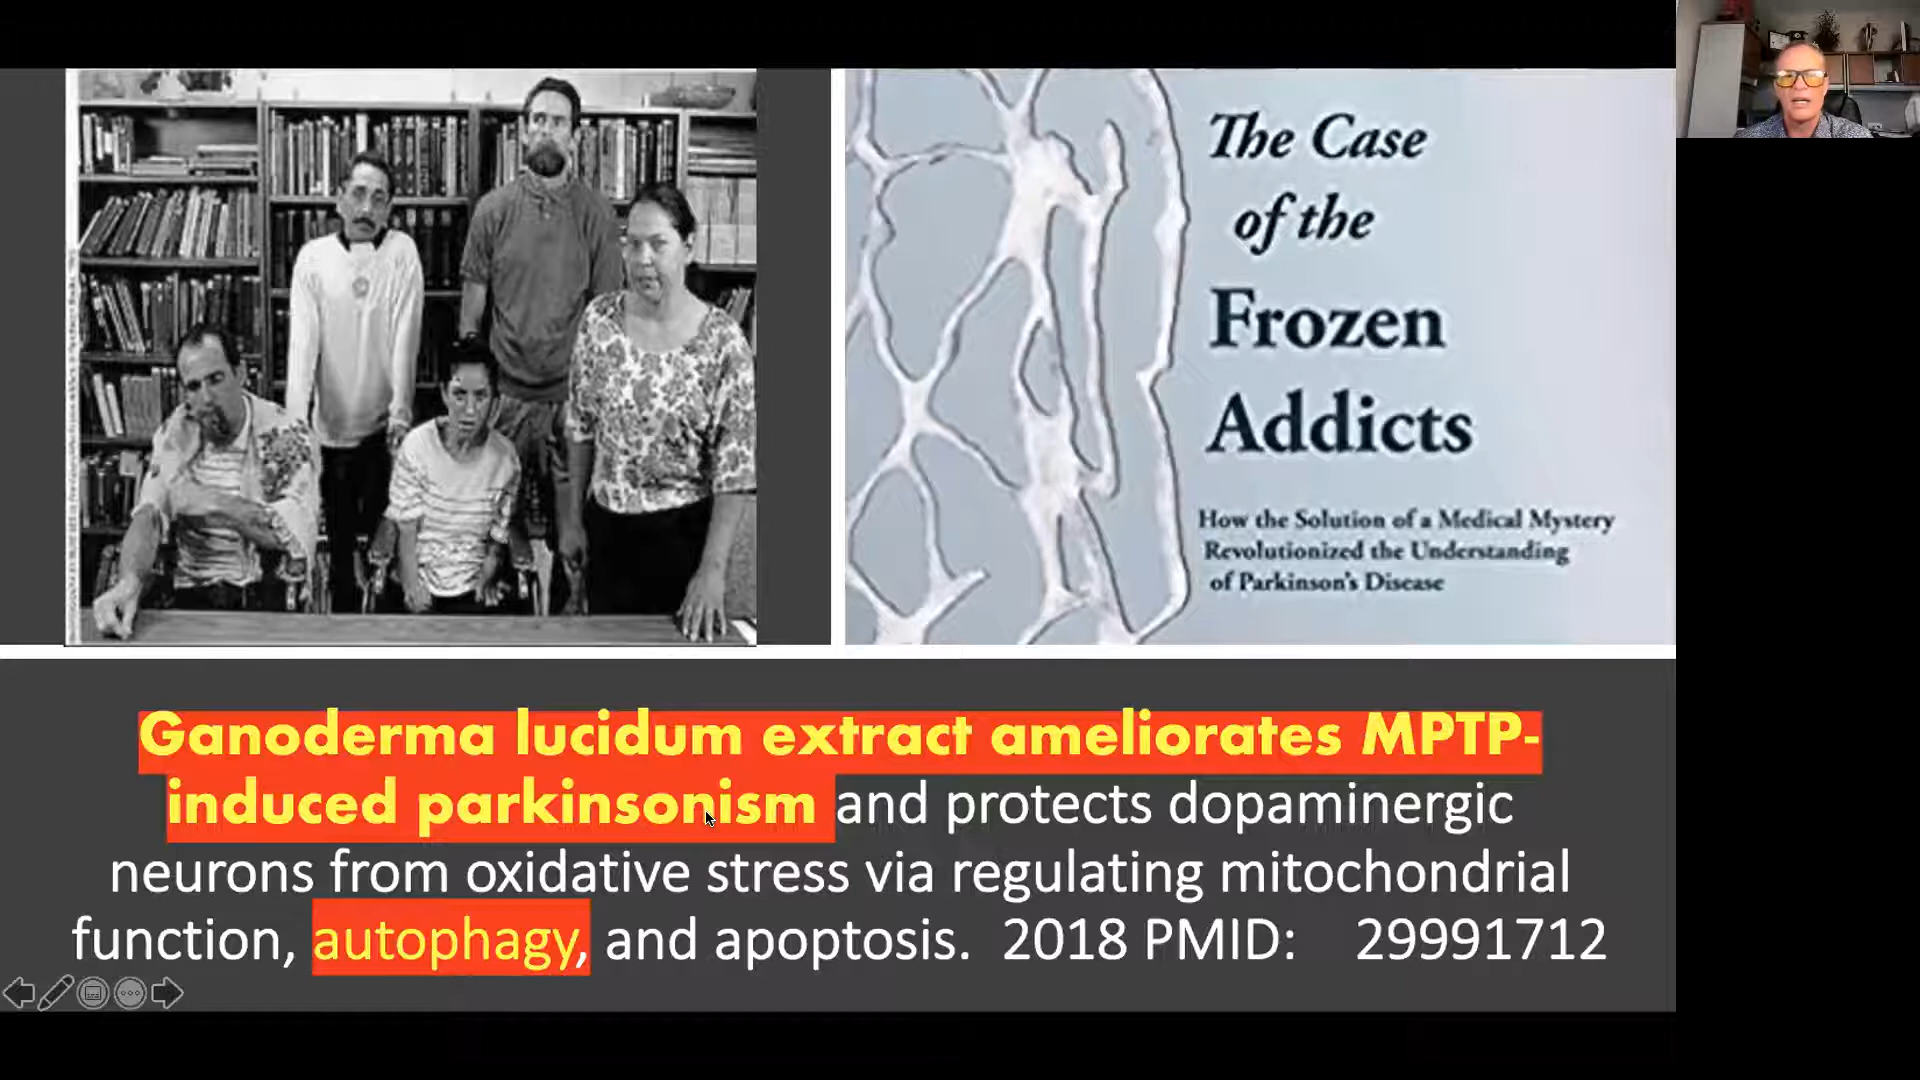 The Case
of the
Frozen
Addicts
How the Solution of a Medical Mystery
Revolutionized the Understanding
of Parkinson's Disease
Ganoderma lucidum extract ameliorates MPTP-
induced parkinsonism and protects dopaminergic
neurons from oxidative stress via regulating mitochondrial
function, autophagy, and apoptosis. 2018 PMID: 29991712